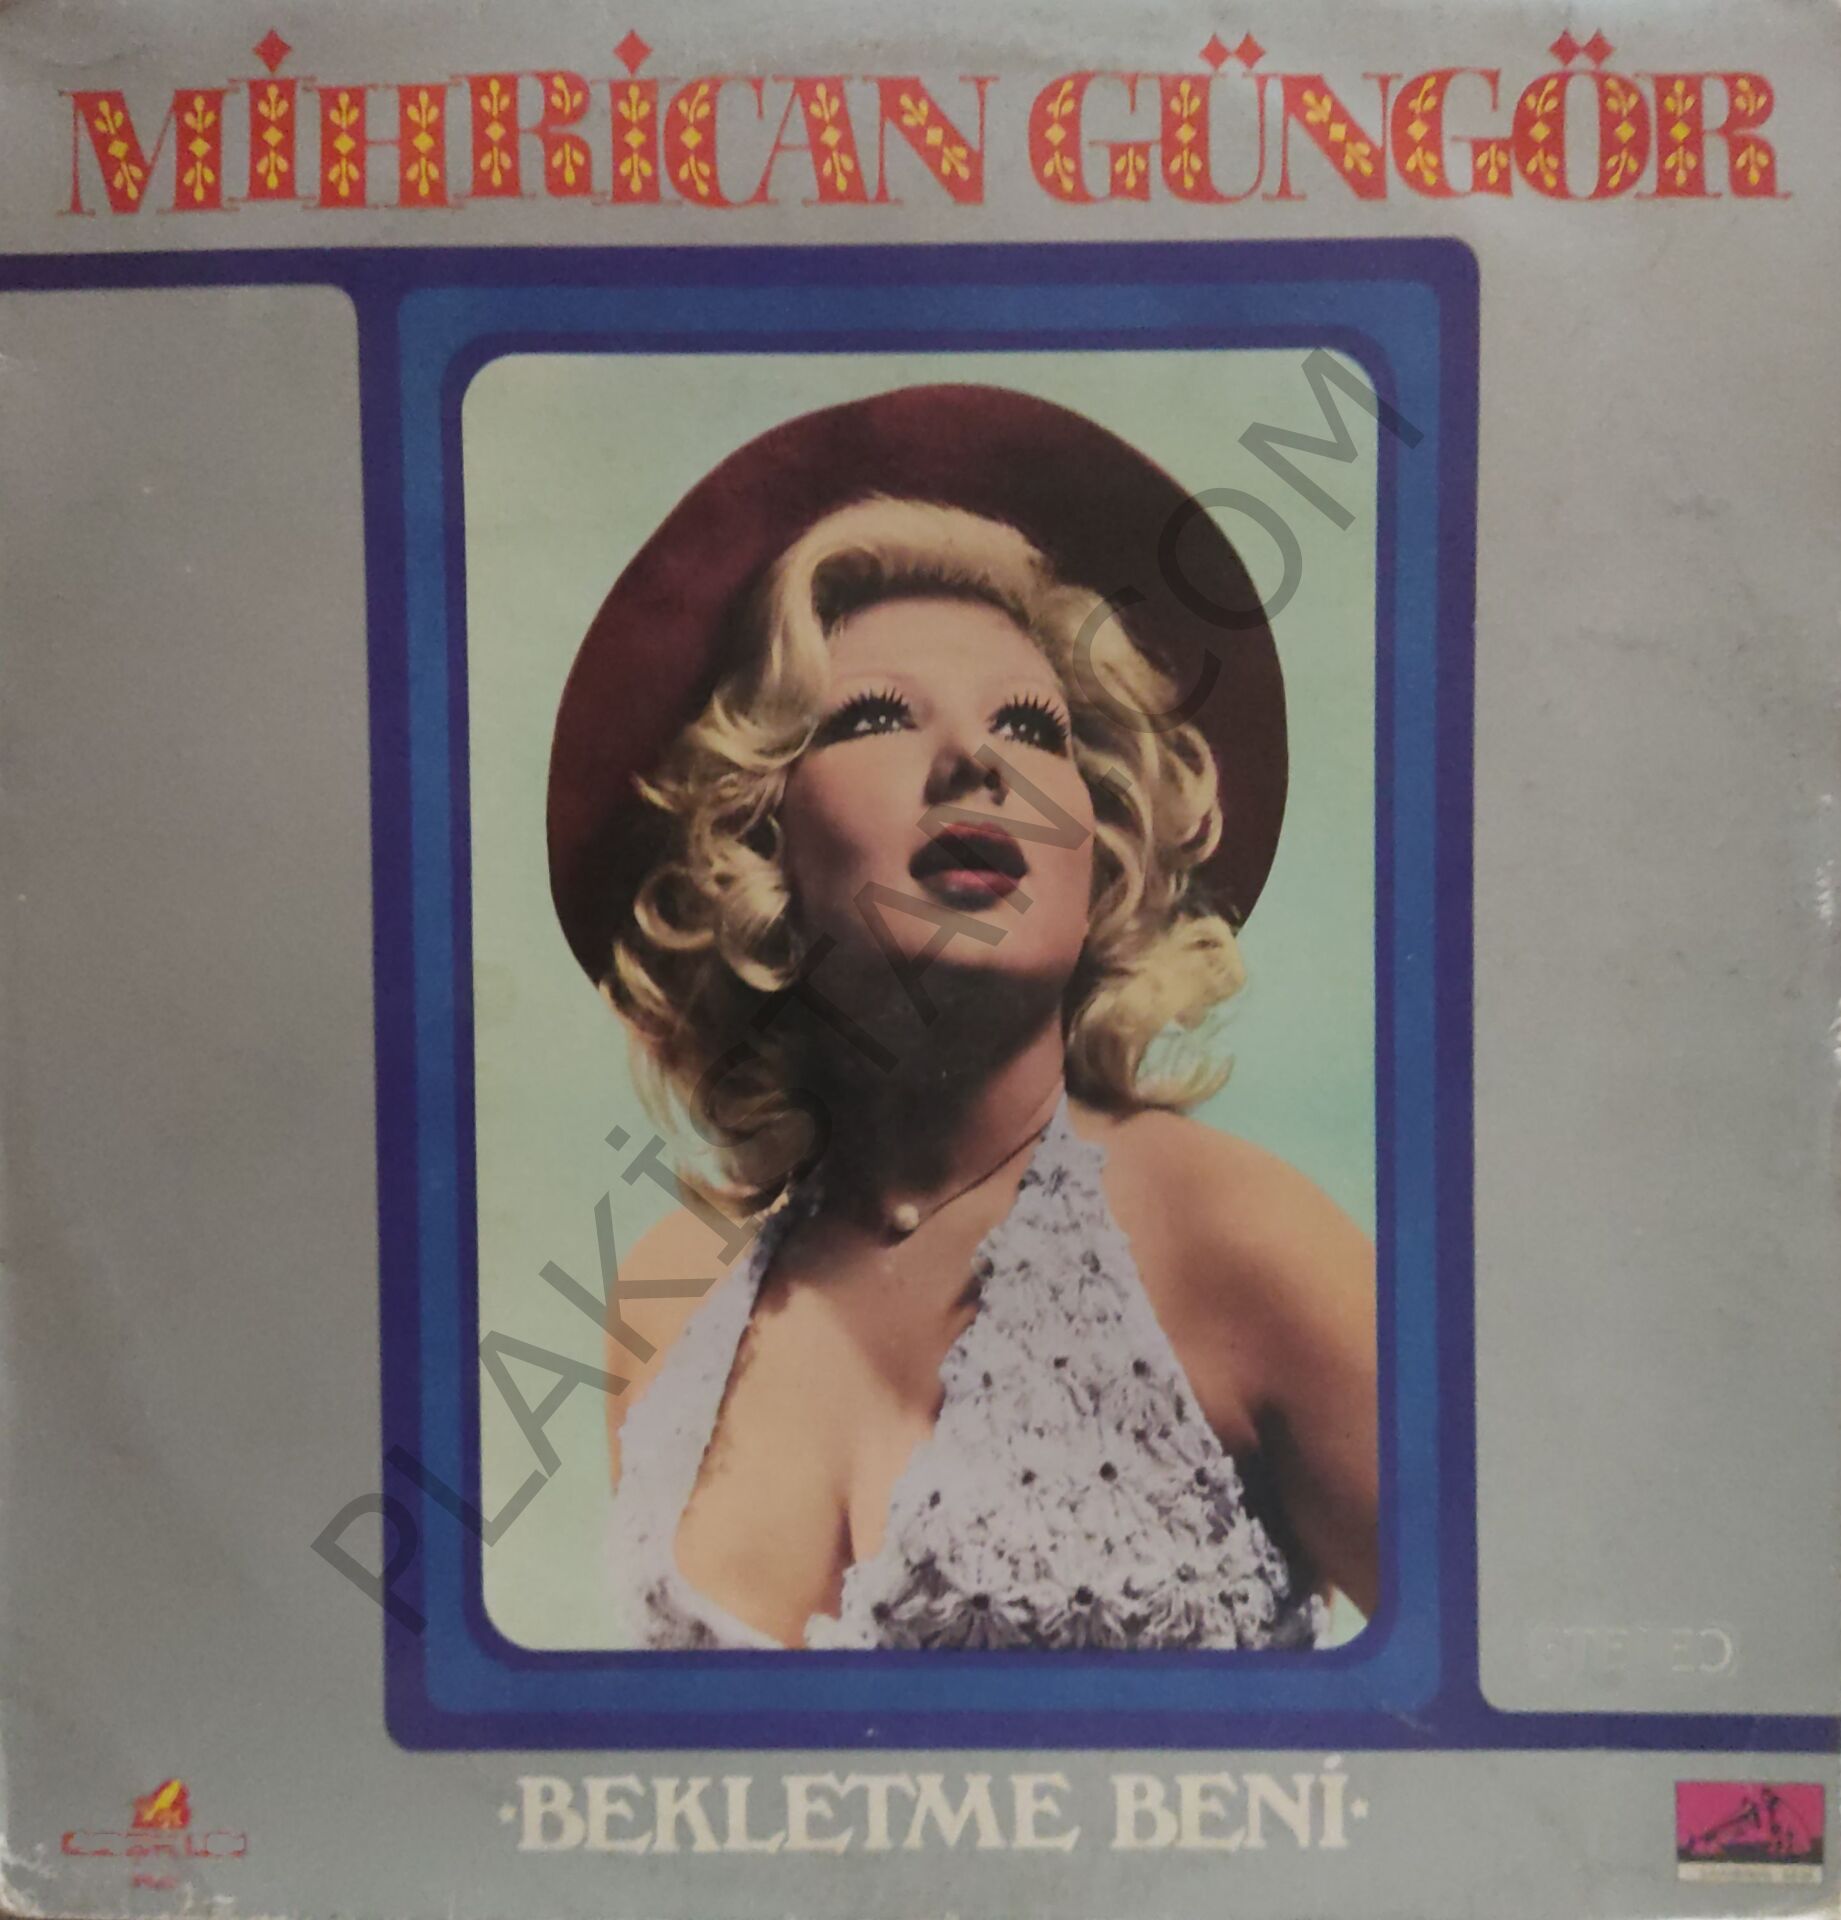 MİHRİCAN GÜNGÖR
PLAKİSTAN.COM
STEREO
·BEKLETME BENİ·